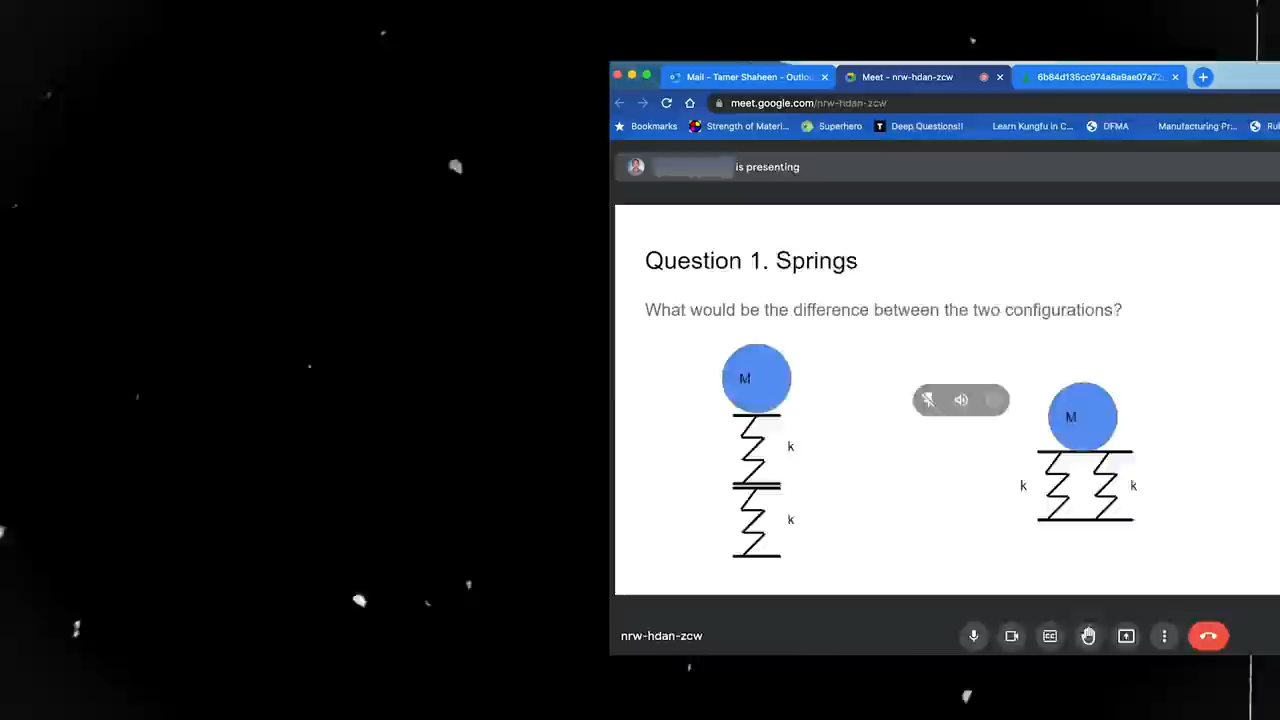 Mail - Tamer Shaheen - Outlou
Meet - nrw-hdan-zcw
6b84d135cc974a8a9ae07a72
meet.google.com/nrw-hdan-zcw
Bookmarks
Strength of Materi...
Superhero
Deep Questions!!
Learn Kungfu in C...
DFMA
Manufacturing Pr...
Rul
is presenting
Question 1. Springs
What would be the difference between the two configurations?
M
M
k
k
k
k
nrw-hdan-zcw